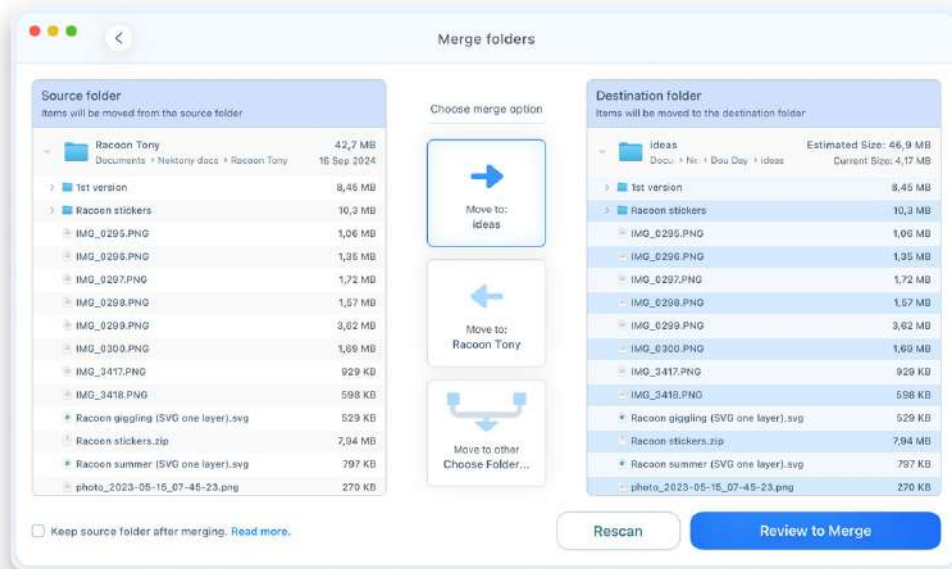 Merge folders
Source folder
Items will be moved from the source folder
Racoon Tony 42,7 MB
Documents › Nektony docs › Racoon Tony 16 Sep 2024
1st version 8,45 MB
Racoon stickers 10,3 MB
IMG_0295.PNG 1,06 MB
IMG_0296.PNG 1,35 MB
IMG_0297.PNG 1,72 MB
IMG_0298.PNG 1,57 MB
IMG_0299.PNG 3,62 MB
IMG_0300.PNG 1,69 MB
IMG_3417.PNG 929 KB
IMG_3418.PNG 598 KB
Racoon giggling (SVG one layer).svg 529 KB
Racoon stickers.zip 7,94 MB
Racoon summer (SVG one layer).svg 797 KB
photo_2023-05-15_07-45-23.png 270 KB
Choose merge option
Move to:
ideas
Move to:
Racoon Tony
Move to other
Choose Folder...
Destination folder
Items will be moved to the destination folder
ideas Estimated Size: 46,9 MB
Docu › Ne › Dou Day › ideas Current Size: 4,17 MB
1st version 8,45 MB
Racoon stickers 10,3 MB
IMG_0295.PNG 1,06 MB
IMG_0296.PNG 1,35 MB
IMG_0297.PNG 1,72 MB
IMG_0298.PNG 1,57 MB
IMG_0299.PNG 3,62 MB
IMG_0300.PNG 1,69 MB
IMG_3417.PNG 929 KB
IMG_3418.PNG 598 KB
Racoon giggling (SVG one layer).svg 529 KB
Racoon stickers.zip 7,94 MB
Racoon summer (SVG one layer).svg 797 KB
photo_2023-05-15_07-45-23.png 270 KB
Keep source folder after merging. Read more.
Rescan
Review to Merge